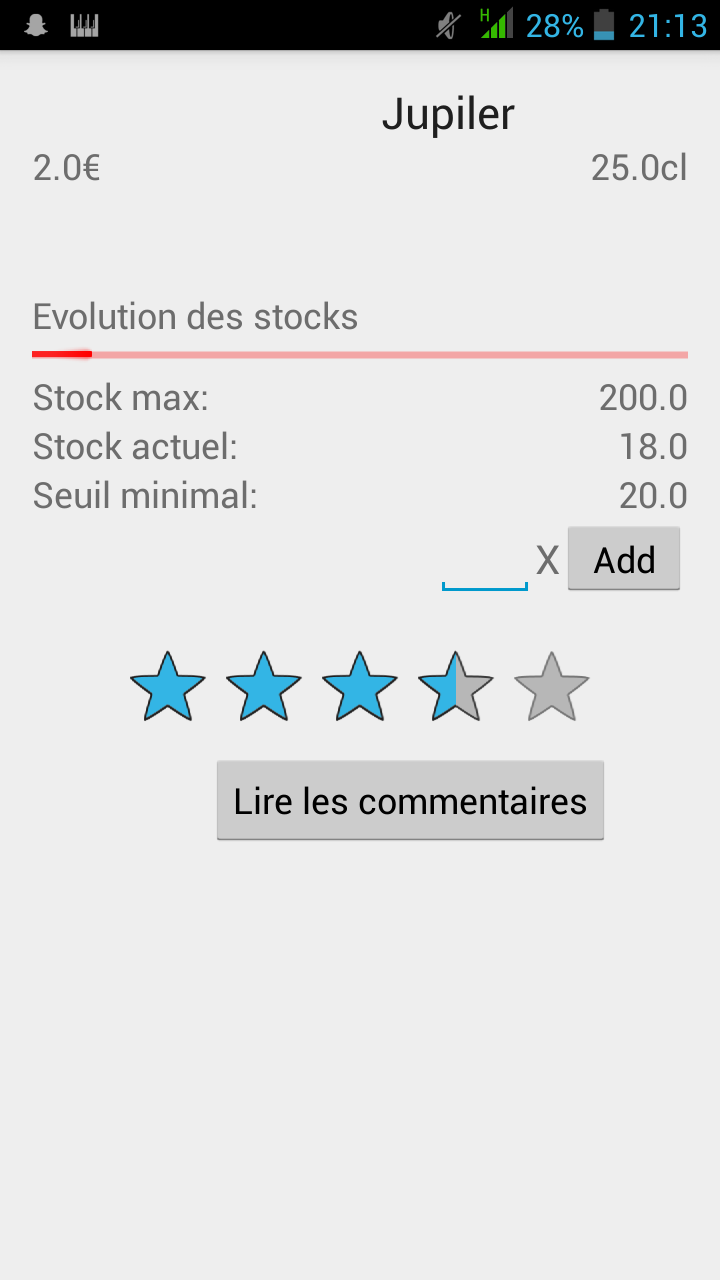 H 28% 21:13
Jupiler
2.0€ 25.0cl
Evolution des stocks
Stock max: 200.0
Stock actuel: 18.0
Seuil minimal: 20.0
X Add
Lire les commentaires